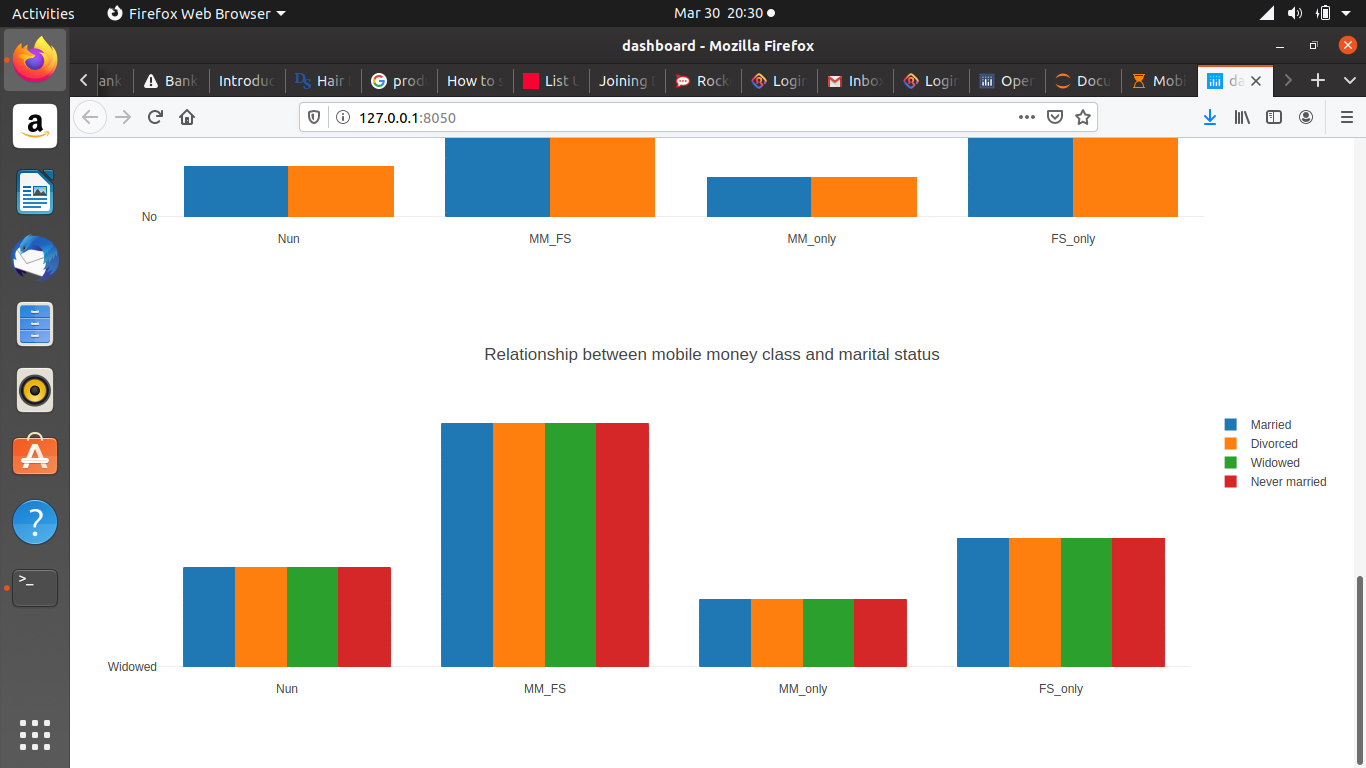 Activities
Firefox Web Browser
Mar 30 20:30
dashboard - Mozilla Firefox
Bank
Introduc
Hair
prod
How to
List
Joining
Rock
Login
Inbox
Login
Oper
Docu
Mobi
da
127.0.0.1:8050
No
Nun
MM_FS
MM_only
FS_only
Relationship between mobile money class and marital status
Married
Divorced
Widowed
Never married
Widowed
Nun
MM_FS
MM_only
FS_only